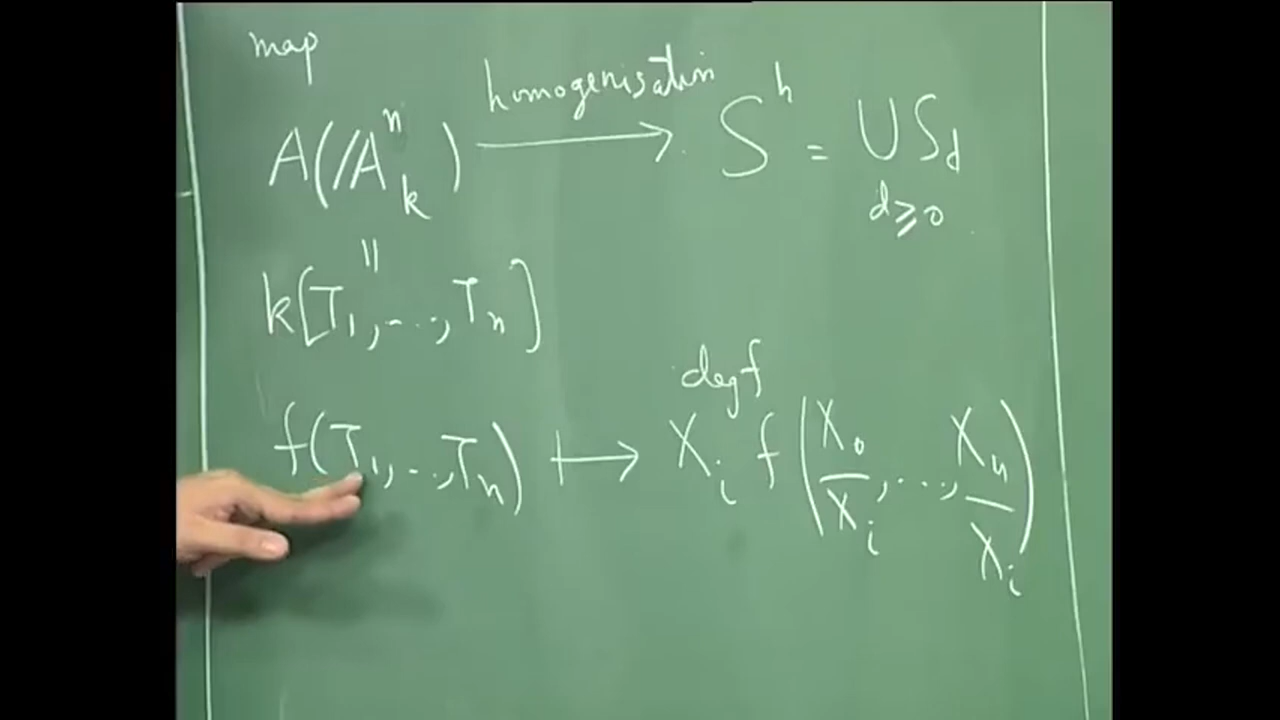 map
homogenisation
A(𝔸ⁿₖ) ⟶ Sʰ = ∪ S_d
d⩾0
||
k[T₁,...,Tₙ]
deg f
f(T₁,..,Tₙ) ⟼ Xᵢ f(X₀/Xᵢ,...,Xₙ/Xᵢ)